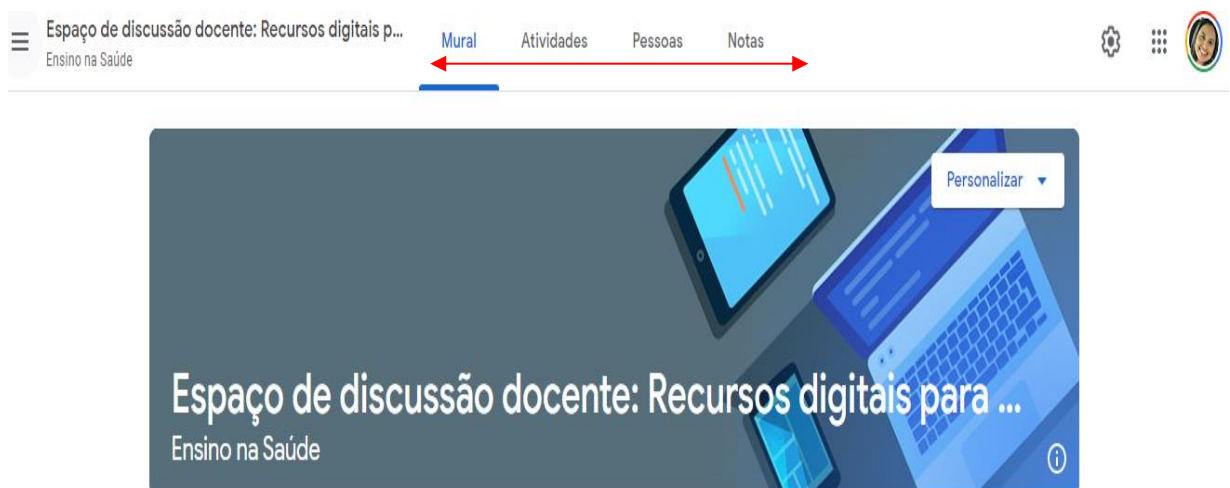 Espaço de discussão docente: Recursos digitais p...
Ensino na Saúde
Mural Atividades Pessoas Notas
Personalizar
Espaço de discussão docente: Recursos digitais para ...
Ensino na Saúde